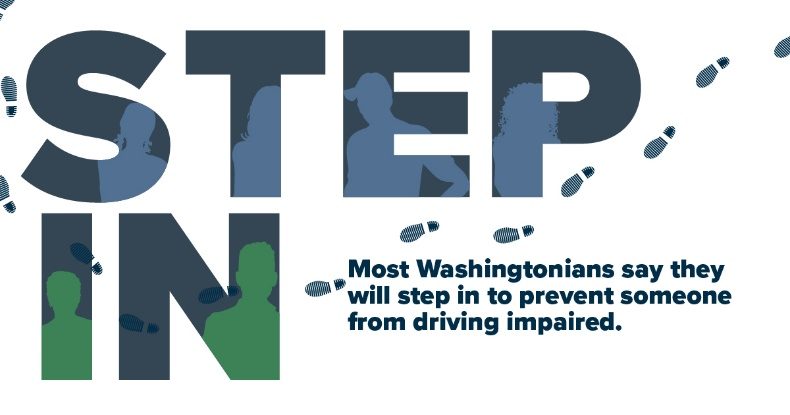 STEP
IN
Most Washingtonians say they
will step in to prevent someone
from driving impaired.